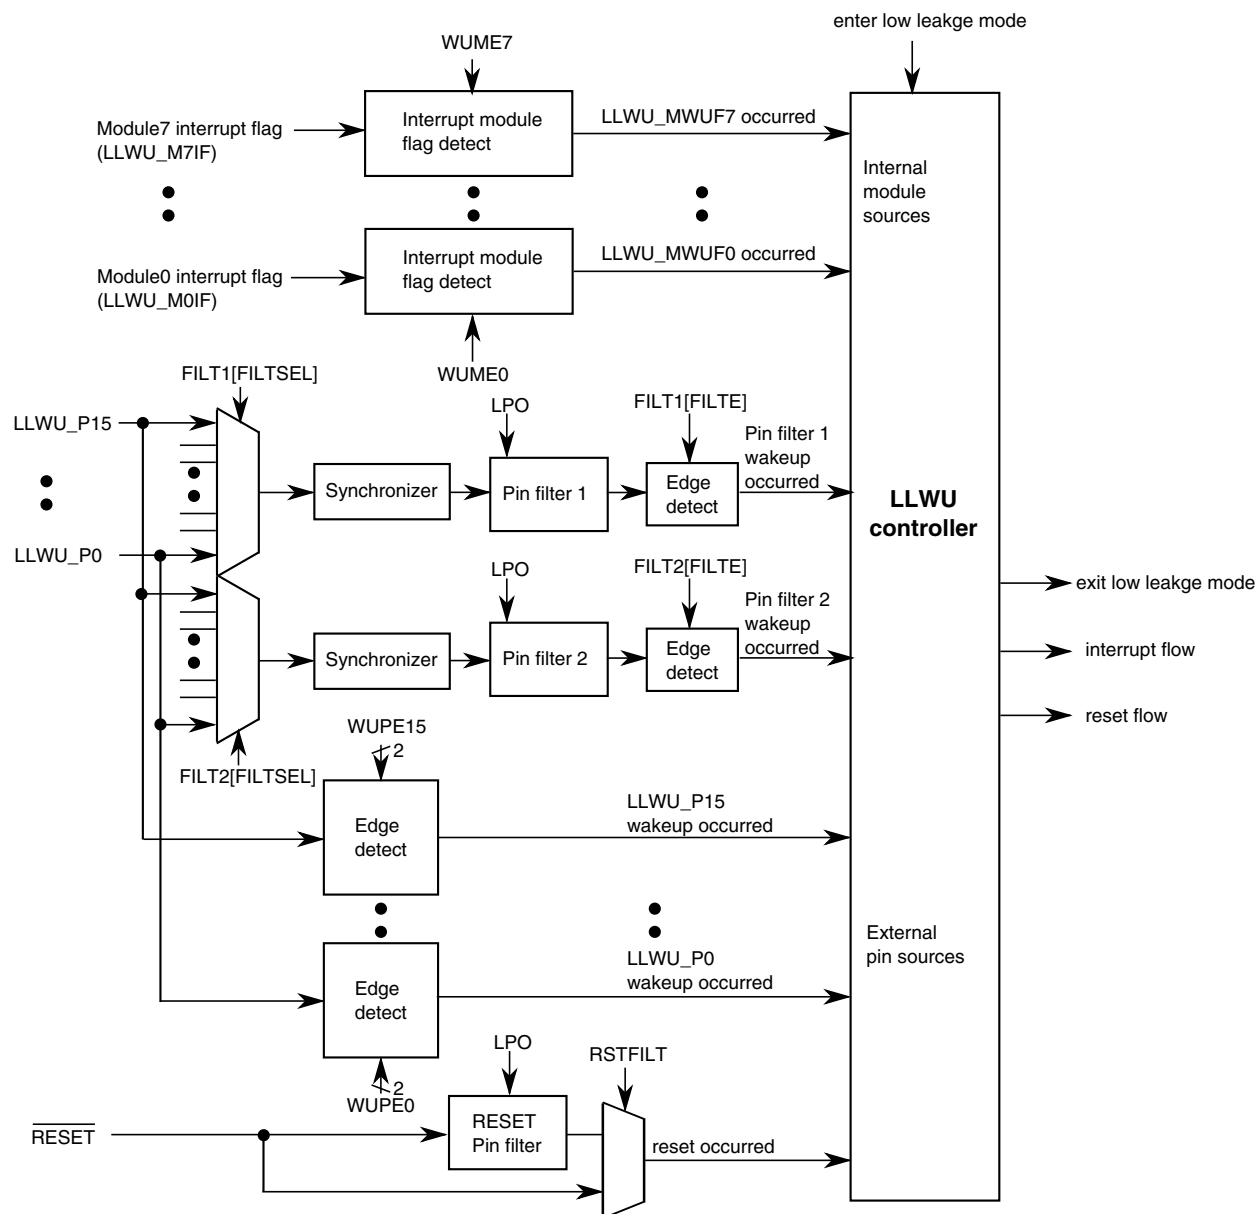 enter low leakge mode
WUME7
Module7 interrupt flag
(LLWU_M7IF)
Interrupt module
flag detect
LLWU_MWUF7 occurred
Internal
module
sources
Module0 interrupt flag
(LLWU_M0IF)
Interrupt module
flag detect
LLWU_MWUF0 occurred
WUME0
FILT1[FILTSEL]
LLWU_P15
LLWU_P0
Synchronizer
LPO
Pin filter 1
FILT1[FILTE]
Edge
detect
Pin filter 1
wakeup
occurred
LLWU
controller
Synchronizer
LPO
Pin filter 2
FILT2[FILTE]
Edge
detect
Pin filter 2
wakeup
occurred
exit low leakge mode
interrupt flow
reset flow
FILT2[FILTSEL]
WUPE15
2
Edge
detect
LLWU_P15
wakeup occurred
Edge
detect
LLWU_P0
wakeup occurred
External
pin sources
2
WUPE0
RESET
LPO
RESET
Pin filter
RSTFILT
reset occurred